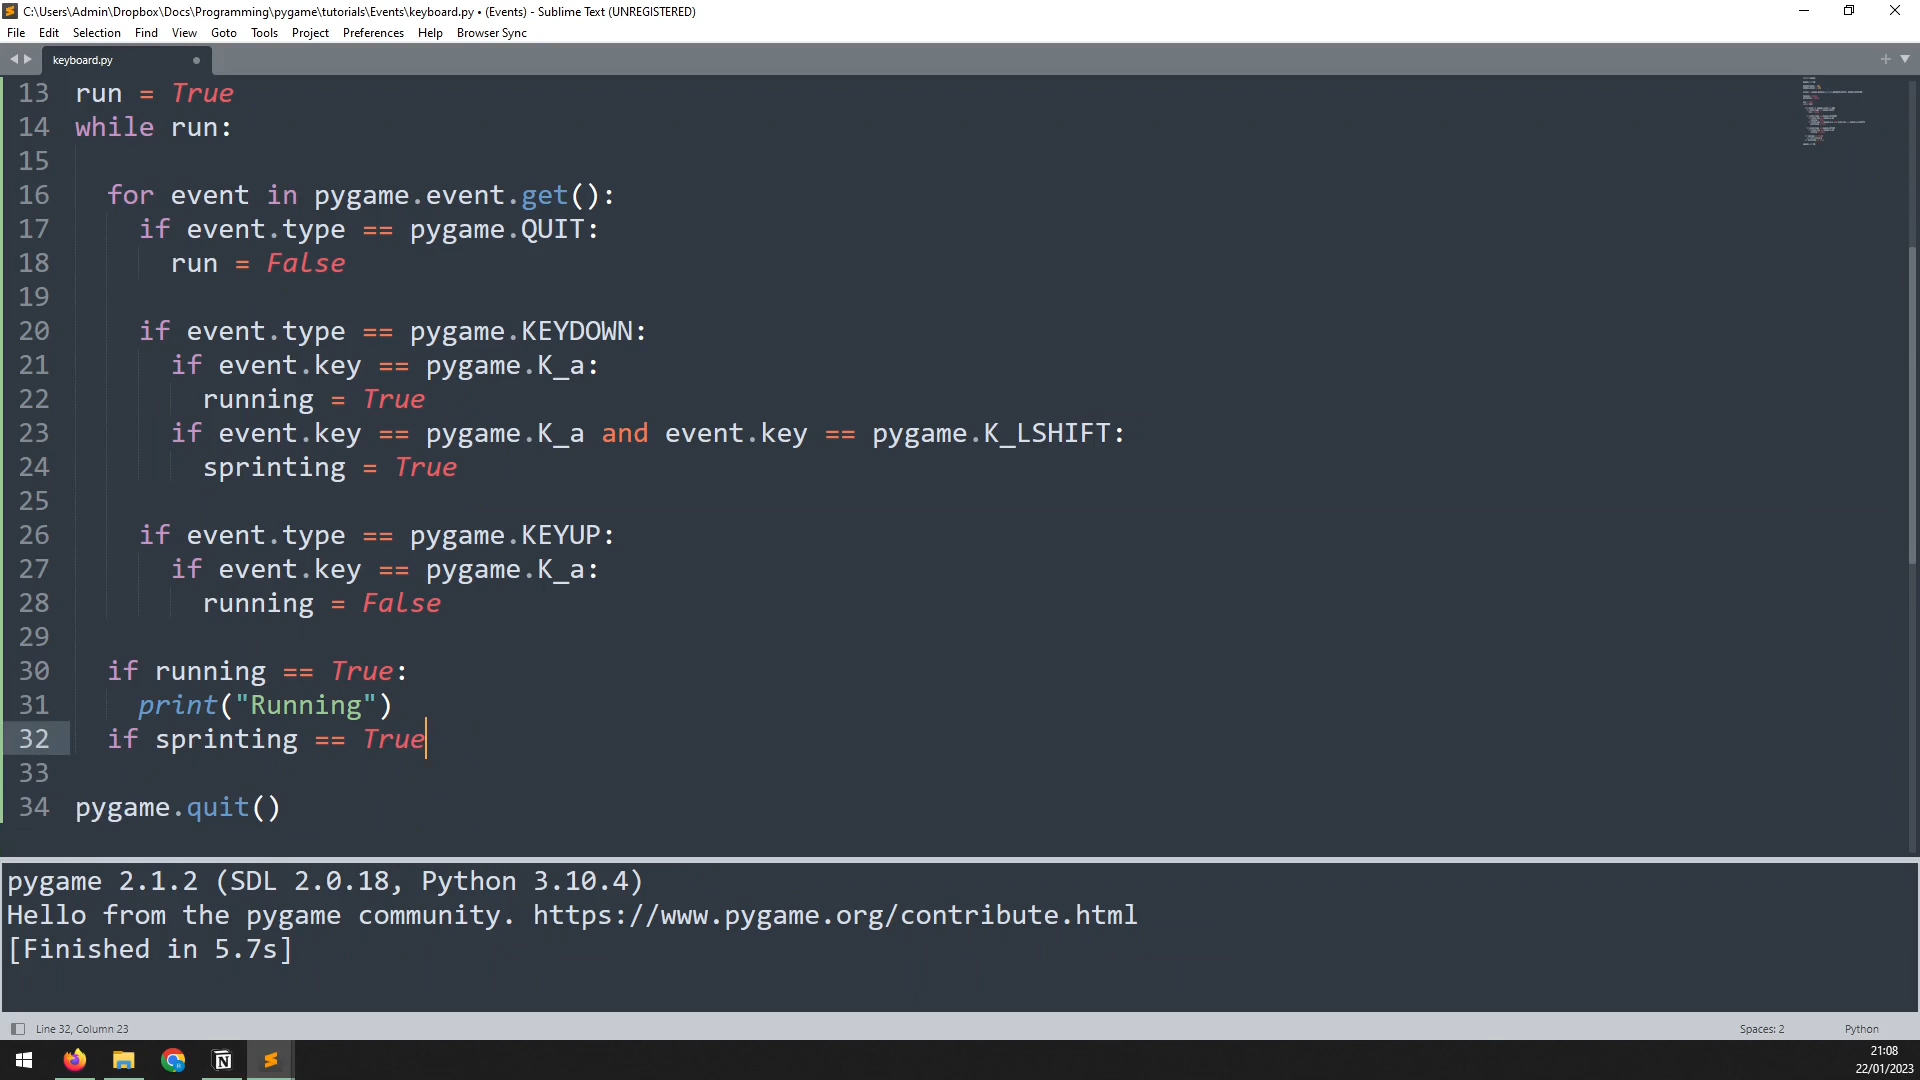 C:\Users\Admin\Dropbox\Docs\Programming\pygame\tutorials\Events\keyboard.py • (Events) - Sublime Text (UNREGISTERED)
File Edit Selection Find View Goto Tools Project Preferences Help Browser Sync
keyboard.py
13 run = True
14 while run:
15
16   for event in pygame.event.get():
17     if event.type == pygame.QUIT:
18       run = False
19
20     if event.type == pygame.KEYDOWN:
21       if event.key == pygame.K_a:
22         running = True
23       if event.key == pygame.K_a and event.key == pygame.K_LSHIFT:
24         sprinting = True
25
26     if event.type == pygame.KEYUP:
27       if event.key == pygame.K_a:
28         running = False
29
30   if running == True:
31     print("Running")
32   if sprinting == True
33
34 pygame.quit()
pygame 2.1.2 (SDL 2.0.18, Python 3.10.4)
Hello from the pygame community. https://www.pygame.org/contribute.html
[Finished in 5.7s]
Line 32, Column 23
Spaces: 2
Python
21:08
22/01/2023